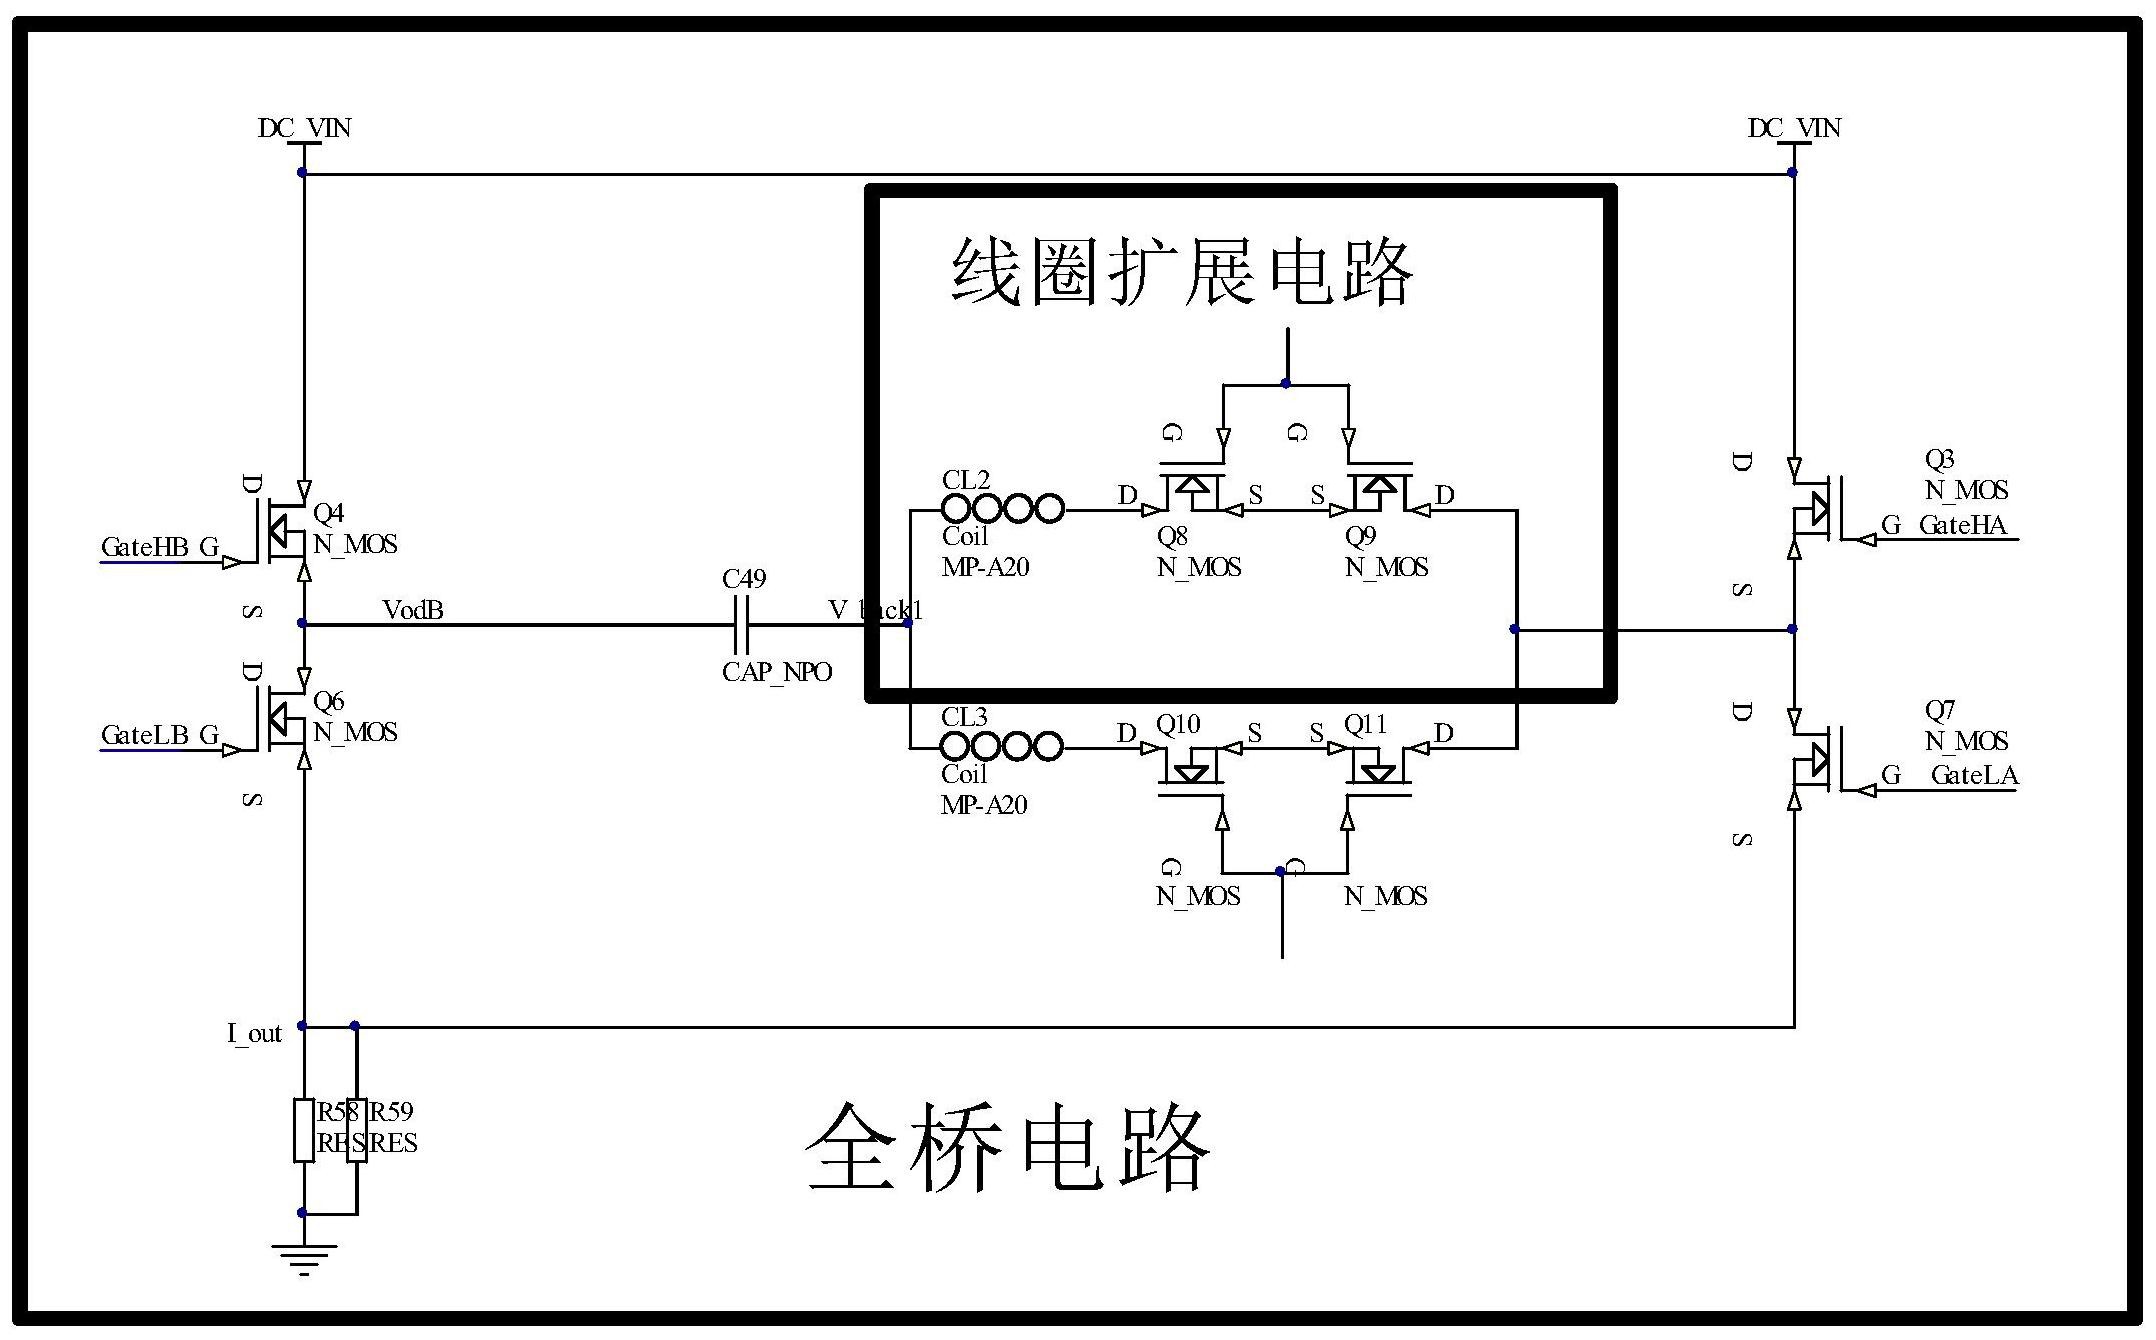 DC_VIN
DC_VIN
线圈扩展电路
G
G
D
D
Q3
N_MOS
G GateHA
CL2
Coil
MP-A20
D
S
S
D
Q8
N_MOS
Q9
N_MOS
Q4
N_MOS
GateHB G
S
S
C49
CAP_NPO
VodB
V_back1
D
Q6
N_MOS
GateLB G
S
CL3
Coil
MP-A20
D
Q10
S
S
Q11
D
D
Q7
N_MOS
G GateLA
S
G
G
N_MOS
N_MOS
I_out
R58
RES
R59
RES
全桥电路